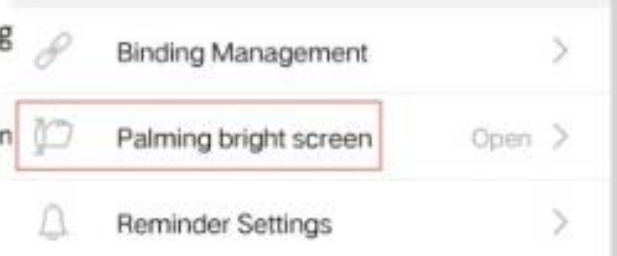 g
Binding Management
n
Palming bright screen
Open
Reminder Settings